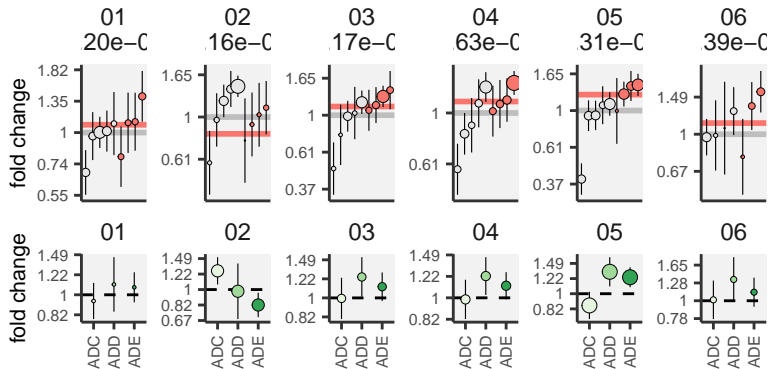 01 02 03 04 05 06
.20e−0 .16e−0 .17e−0 .63e−0 .31e−0 .39e−0
fold change
1.82 1.35 1 0.74 0.55
1.65 1 0.61
1.65 1 0.61 0.37
1 0.61
1.65 1 0.61 0.37
1.49 1 0.67
01 02 03 04 05 06
fold change
1.49 1.22 1 0.82
1.49 1.22 1 0.82 0.67
1.49 1.22 1 0.82
1.49 1.22 1 0.82
1.49 1.22 1 0.82
1.65 1.28 1 0.78
ADC ADD ADE ADC ADD ADE ADC ADD ADE ADC ADD ADE ADC ADD ADE ADC ADD ADE